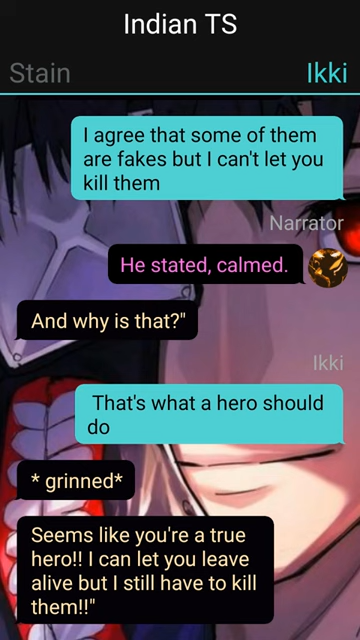 Indian TS
Stain
Ikki
I agree that some of them
are fakes but I can't let you
kill them
Narrator
He stated, calmed.
And why is that?"
Ikki
That's what a hero should
do
* grinned*
Seems like you're a true
hero!! I can let you leave
alive but I still have to kill
them!!"